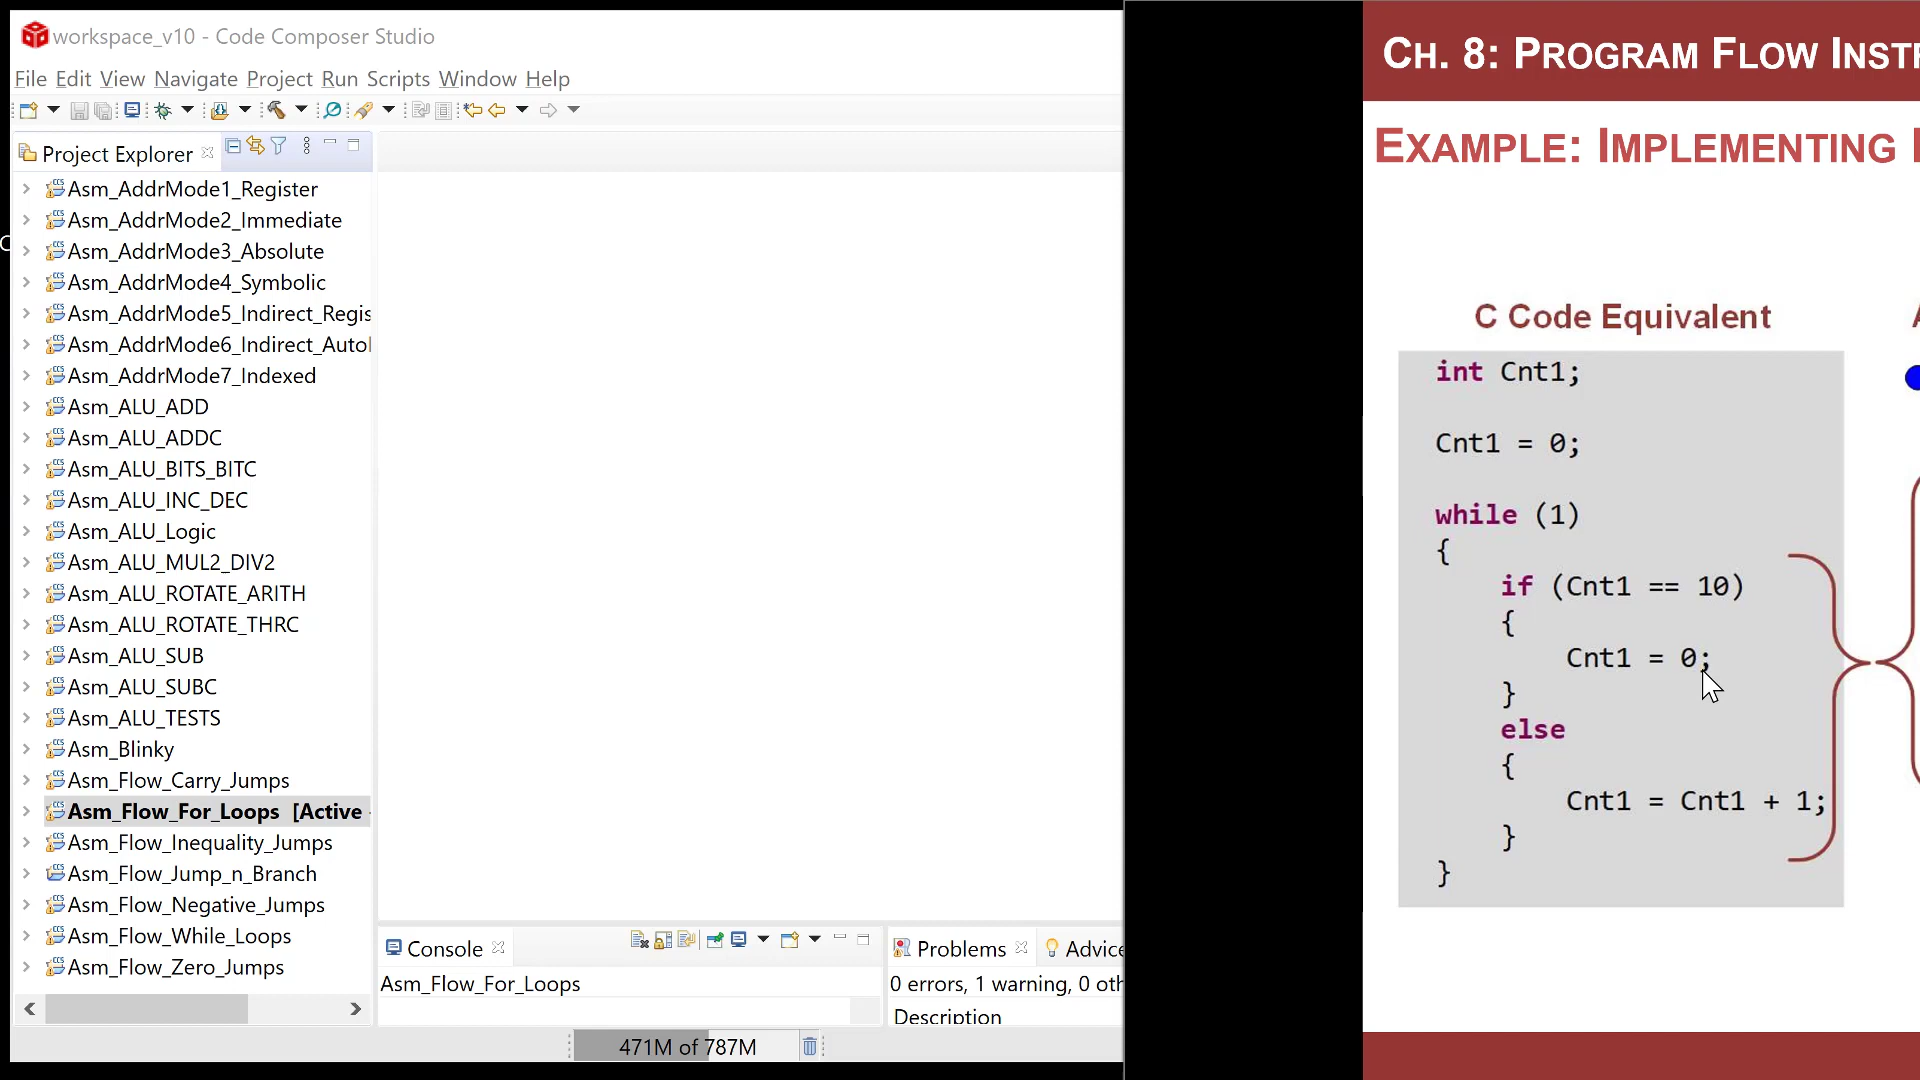 workspace_v10 - Code Composer Studio
File Edit View Navigate Project Run Scripts Window Help
Project Explorer
Asm_AddrMode1_Register
Asm_AddrMode2_Immediate
Asm_AddrMode3_Absolute
Asm_AddrMode4_Symbolic
Asm_AddrMode5_Indirect_Regis
Asm_AddrMode6_Indirect_AutoI
Asm_AddrMode7_Indexed
Asm_ALU_ADD
Asm_ALU_ADDC
Asm_ALU_BITS_BITC
Asm_ALU_INC_DEC
Asm_ALU_Logic
Asm_ALU_MUL2_DIV2
Asm_ALU_ROTATE_ARITH
Asm_ALU_ROTATE_THRC
Asm_ALU_SUB
Asm_ALU_SUBC
Asm_ALU_TESTS
Asm_Blinky
Asm_Flow_Carry_Jumps
Asm_Flow_For_Loops [Active
Asm_Flow_Inequality_Jumps
Asm_Flow_Jump_n_Branch
Asm_Flow_Negative_Jumps
Asm_Flow_While_Loops
Asm_Flow_Zero_Jumps
Console
Asm_Flow_For_Loops
Problems
Advice
0 errors, 1 warning, 0 oth
Description
471M of 787M
CH. 8: PROGRAM FLOW INSTR
EXAMPLE: IMPLEMENTING
C Code Equivalent
int Cnt1;
Cnt1 = 0;
while (1)
{
if (Cnt1 == 10)
{
Cnt1 = 0;
}
else
{
Cnt1 = Cnt1 + 1;
}
}